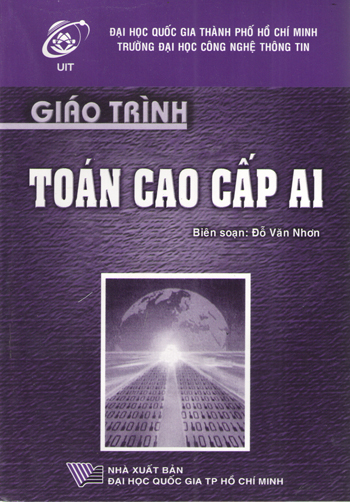 ĐẠI HỌC QUỐC GIA THÀNH PHỐ HỒ CHÍ MINH
TRƯỜNG ĐẠI HỌC CÔNG NGHỆ THÔNG TIN
UIT
GIÁO TRÌNH
TOÁN CAO CẤP A1
Biên soạn: Đỗ Văn Nhơn
NHÀ XUẤT BẢN
ĐẠI HỌC QUỐC GIA TP HỒ CHÍ MINH